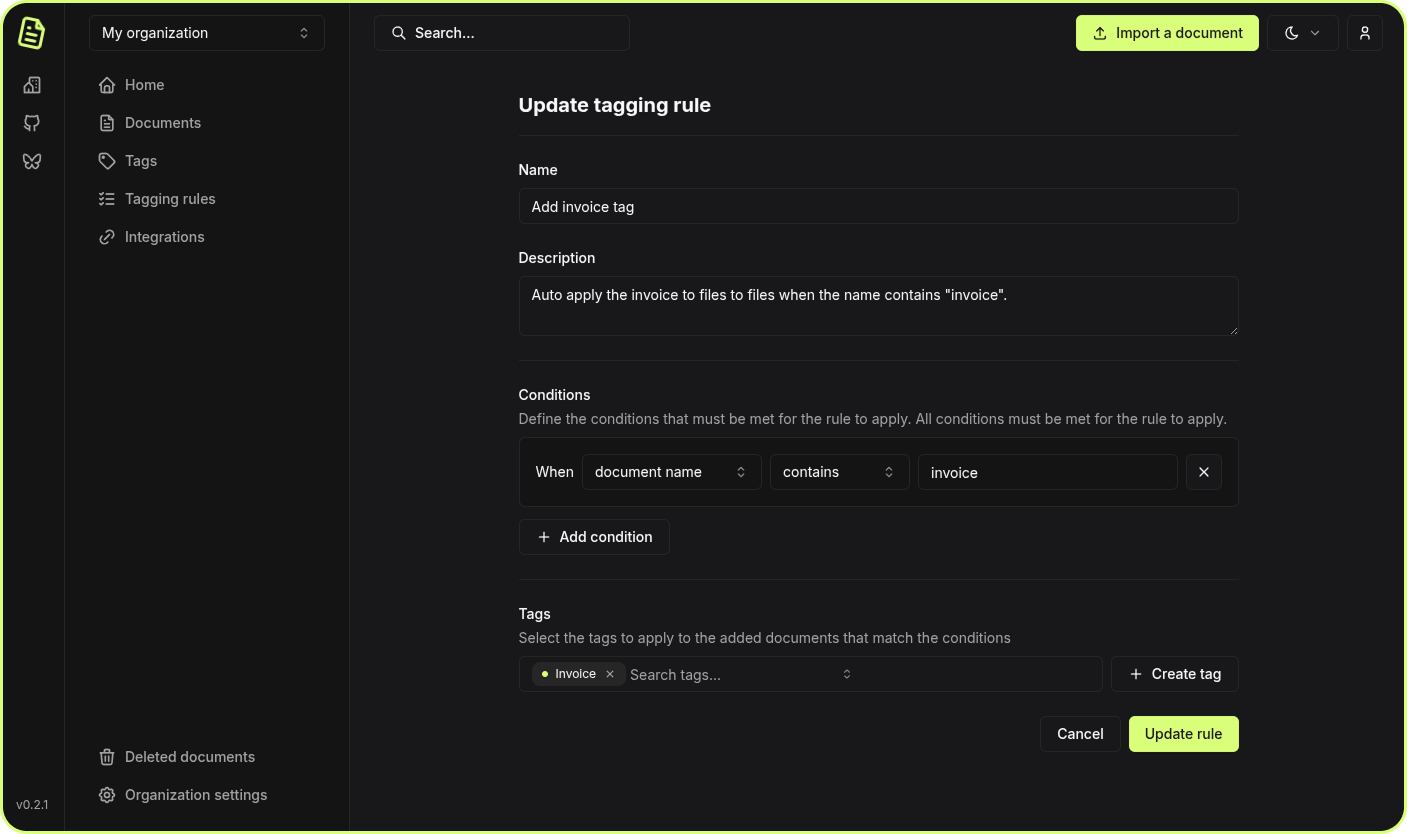 My organization
Search...
Import a document
Home
Documents
Tags
Tagging rules
Integrations
Deleted documents
Organization settings
v0.2.1
Update tagging rule
Name
Add invoice tag
Description
Auto apply the invoice to files to files when the name contains "invoice".
Conditions
Define the conditions that must be met for the rule to apply. All conditions must be met for the rule to apply.
When document name contains invoice
Add condition
Tags
Select the tags to apply to the added documents that match the conditions
Invoice Search tags... Create tag
Cancel Update rule